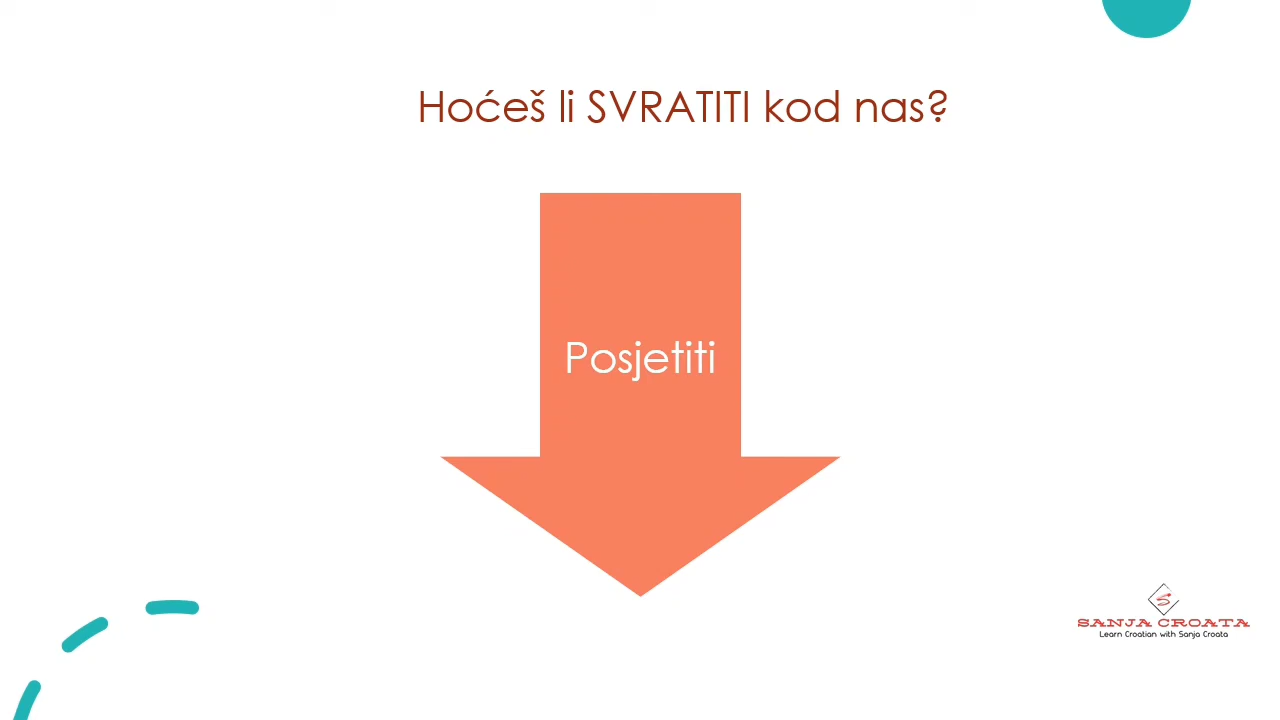 Hoćeš li SVRATITI kod nas?
Posjetiti
SANJA CROATA
Learn Croatian with Sanja Croata